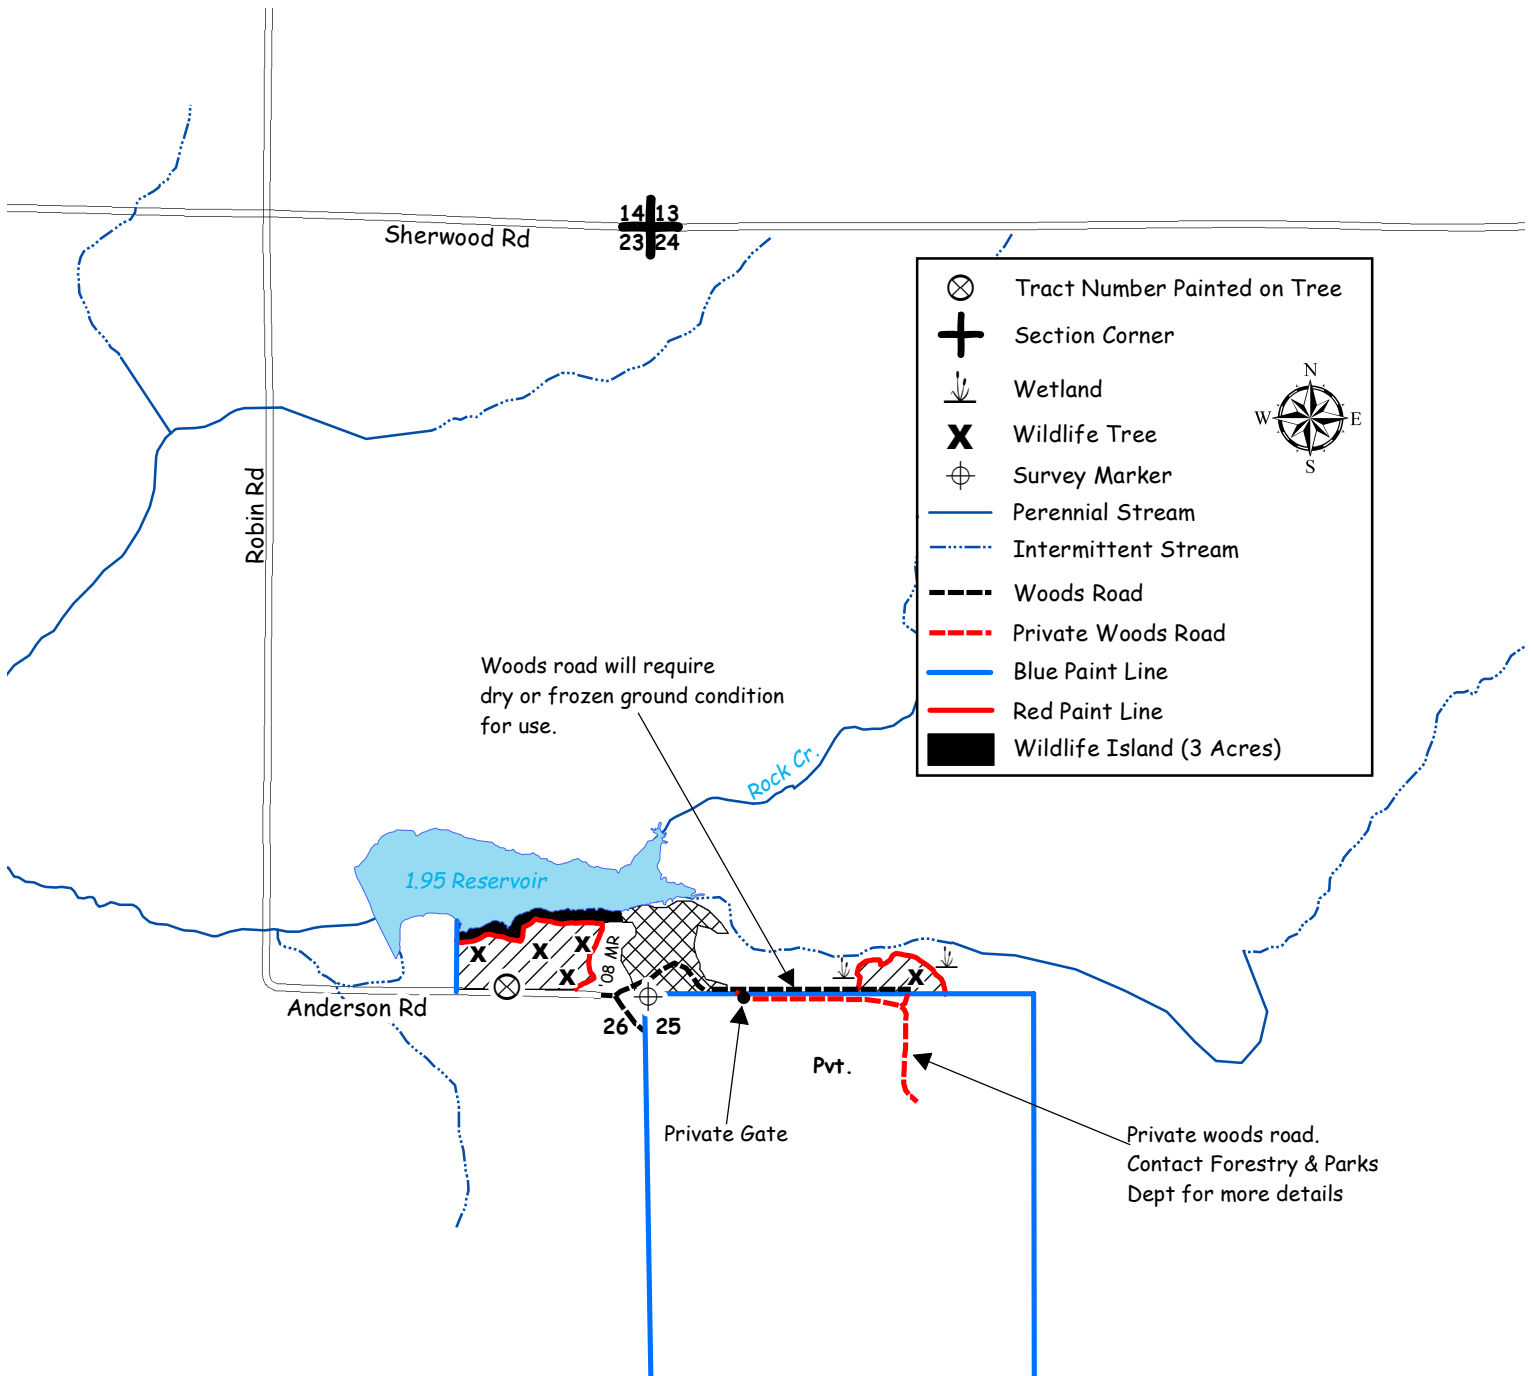 14 13
23 24
Sherwood Rd
Tract Number Painted on Tree
Section Corner
Wetland
Wildlife Tree
Survey Marker
Perennial Stream
Intermittent Stream
Woods Road
Private Woods Road
Blue Paint Line
Red Paint Line
Wildlife Island (3 Acres)
N
W E
S
Robin Rd
Woods road will require
dry or frozen ground condition
for use.
Rock Cr.
1.95 Reservoir
X X X
X X
'08 MR
Anderson Rd
26 25
Pvt.
Private Gate
Private woods road.
Contact Forestry & Parks
Dept for more details